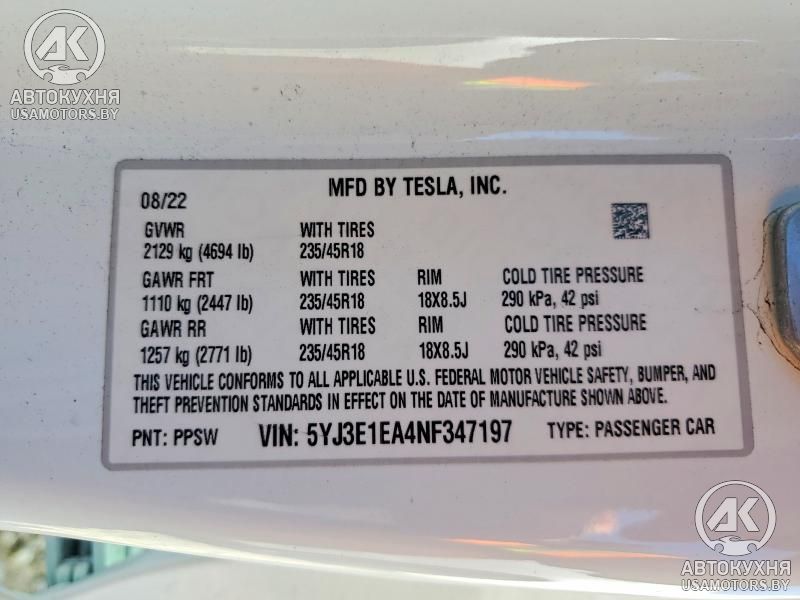 AK
АВТОКУХНЯ
USAMOTORS.BY
MFD BY TESLA, INC.
08/22
GVWR WITH TIRES
2129 kg (4694 lb) 235/45R18
GAWR FRT WITH TIRES RIM COLD TIRE PRESSURE
1110 kg (2447 lb) 235/45R18 18X8.5J 290 kPa, 42 psi
GAWR RR WITH TIRES RIM COLD TIRE PRESSURE
1257 kg (2771 lb) 235/45R18 18X8.5J 290 kPa, 42 psi
THIS VEHICLE CONFORMS TO ALL APPLICABLE U.S. FEDERAL MOTOR VEHICLE SAFETY, BUMPER, AND
THEFT PREVENTION STANDARDS IN EFFECT ON THE DATE OF MANUFACTURE SHOWN ABOVE.
PNT: PPSW VIN: 5YJ3E1EA4NF347197 TYPE: PASSENGER CAR
AK
АВТОКУХНЯ
USAMOTORS.BY